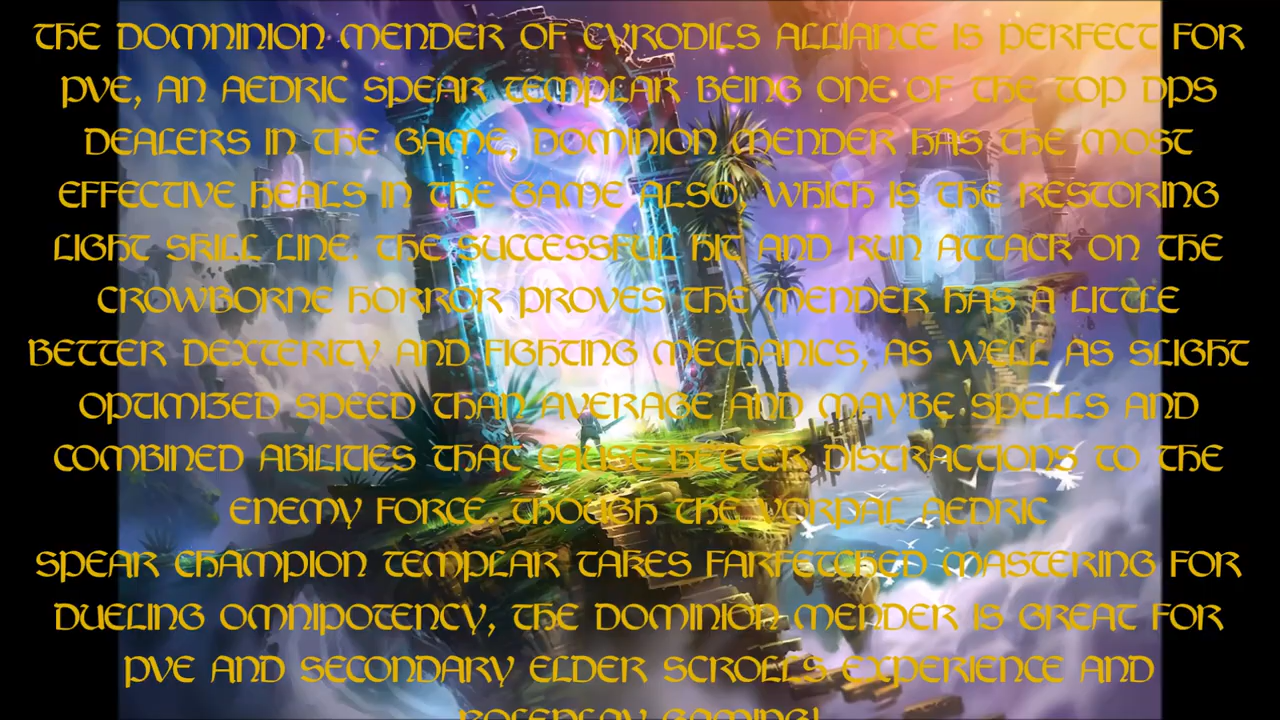 THE DOMNINION MENDER OF CYRODILS ALLIANCE IS PERFECT FOR
PVE, AN AEDRIC SPEAR TEMPLAR BEING ONE OF THE TOP DPS
DEALERS IN THE GAME, DOMINION MENDER HAS THE MOST
EFFECTIVE HEALS IN THE GAME ALSO, WHICH IS THE RESTORING
LIGHT SKILL LINE. THE SUCCESSFUL HIT AND RUN ATTACK ON THE
CROWBORNE HORROR PROVES THE MENDER HAS A LITTLE
BETTER DEXTERITY AND FIGHTING MECHANICS, AS WELL AS SLIGHT
OPTIMIZED SPEED THAN AVERAGE AND MAYBE SPELLS AND
COMBINED ABILITIES THAT CAUSE BETTER DISTRACTIONS TO THE
ENEMY FORCE. THOUGH THE VORPAL AEDRIC
SPEAR CHAMPION TEMPLAR TAKES FARFETCHED MASTERING FOR
DUELING OMNIPOTENCY, THE DOMINION MENDER IS GREAT FOR
PVE AND SECONDARY ELDER SCROLLS EXPERIENCE AND
ROLEPLAY GAMING!